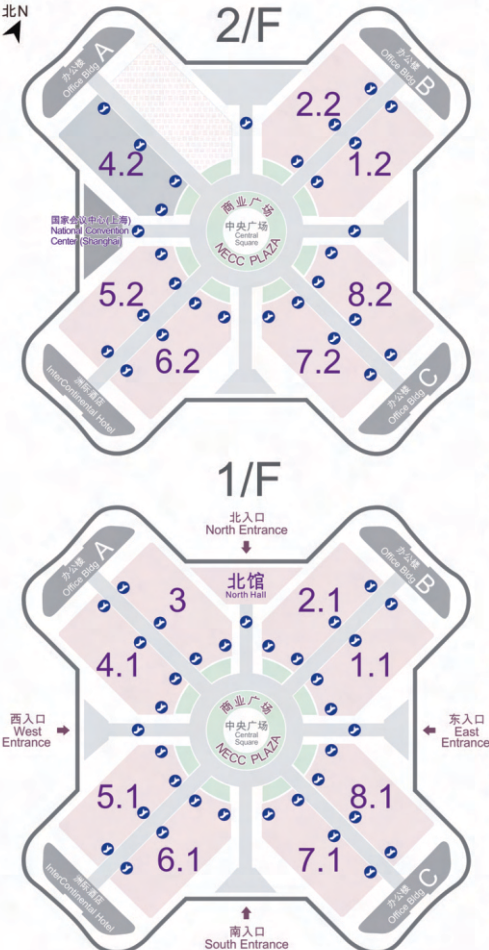 北N
2/F
办公楼
Office Bldg A
办公楼
Office Bldg B
2.2
1.2
4.2
国家会议中心(上海)
National Convention
Center (Shanghai)
商业广场
中央广场
Central
Square
NECC PLAZA
5.2
8.2
6.2
7.2
洲际酒店
InterContinental Hotel
办公楼
Office Bldg C
1/F
北入口
North Entrance
办公楼
Office Bldg A
北馆
North Hall
办公楼
Office Bldg B
3
2.1
4.1
1.1
西入口
West
Entrance
商业广场
中央广场
Central
Square
NECC PLAZA
东入口
East
Entrance
5.1
8.1
6.1
7.1
洲际酒店
InterContinental Hotel
办公楼
Office Bldg C
南入口
South Entrance